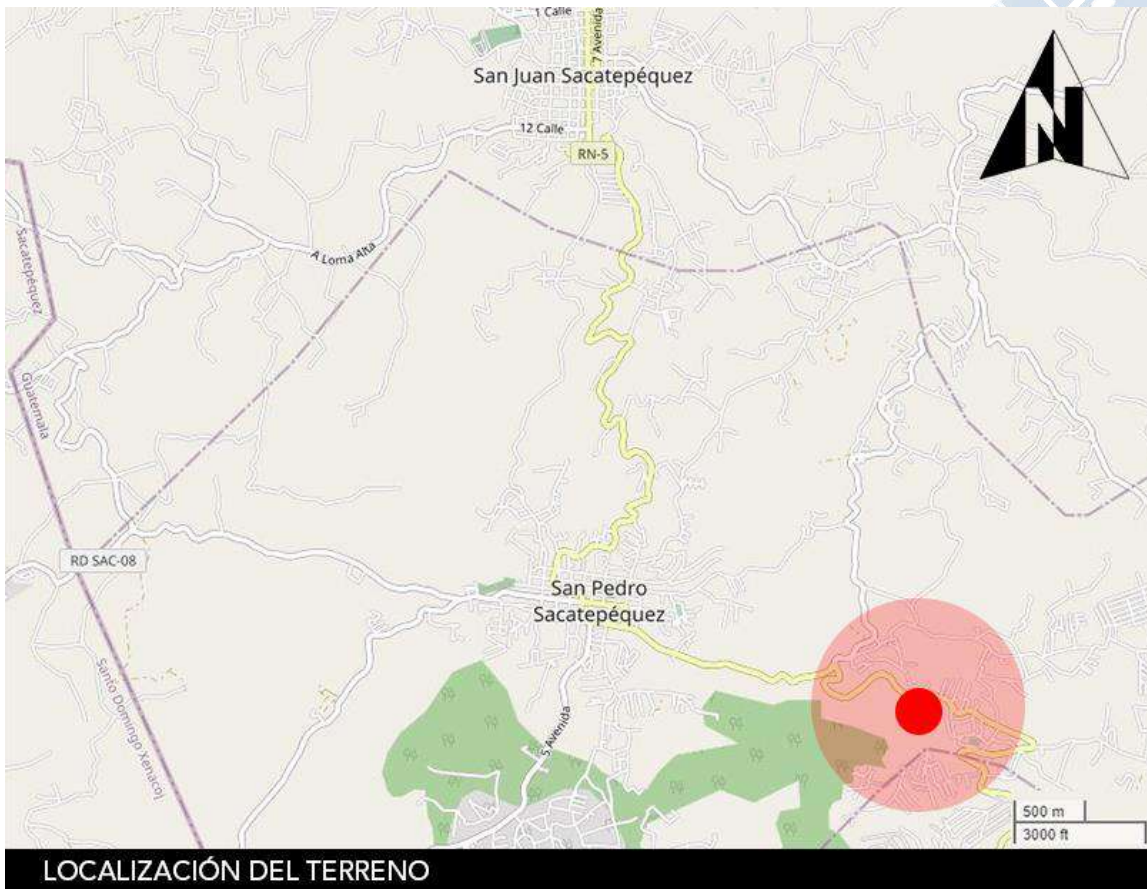 1 Calle
7 Avenida
San Juan Sacatepéquez
N
12 Calle
RN-5
A Loma Alta
Sacatepéquez
Guatemala
RD SAC-08
San Pedro
Sacatepéquez
Santo Domingo Xenacoj
5 Avenida
500 m
3000 ft
LOCALIZACIÓN DEL TERRENO